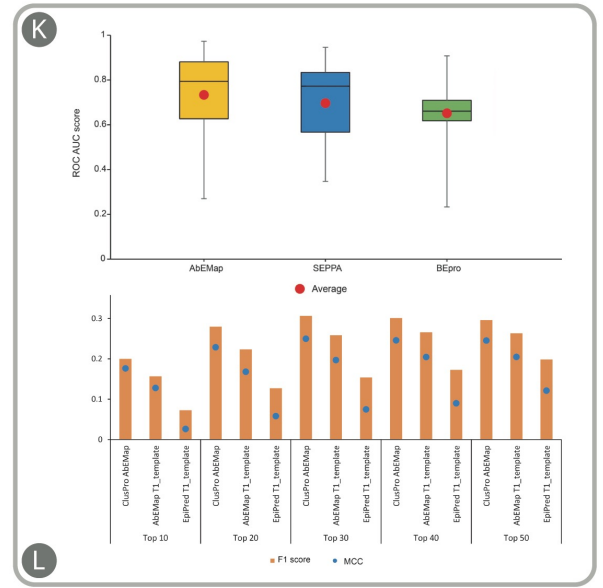 K
1
0.8
0.6
0.4
0.2
0
ROC AUC score
AbEMap SEPPA BEpro
Average
0.3
0.2
0.1
0
ClusPro AbEMap
AbEMap T1_template
EpiPred T1_template
ClusPro AbEMap
AbEMap T1_template
EpiPred T1_template
ClusPro AbEMap
AbEMap T1_template
EpiPred T1_template
ClusPro AbEMap
AbEMap T1_template
EpiPred T1_template
ClusPro AbEMap
AbEMap T1_template
EpiPred T1_template
Top 10 Top 20 Top 30 Top 40 Top 50
F1 score MCC
L